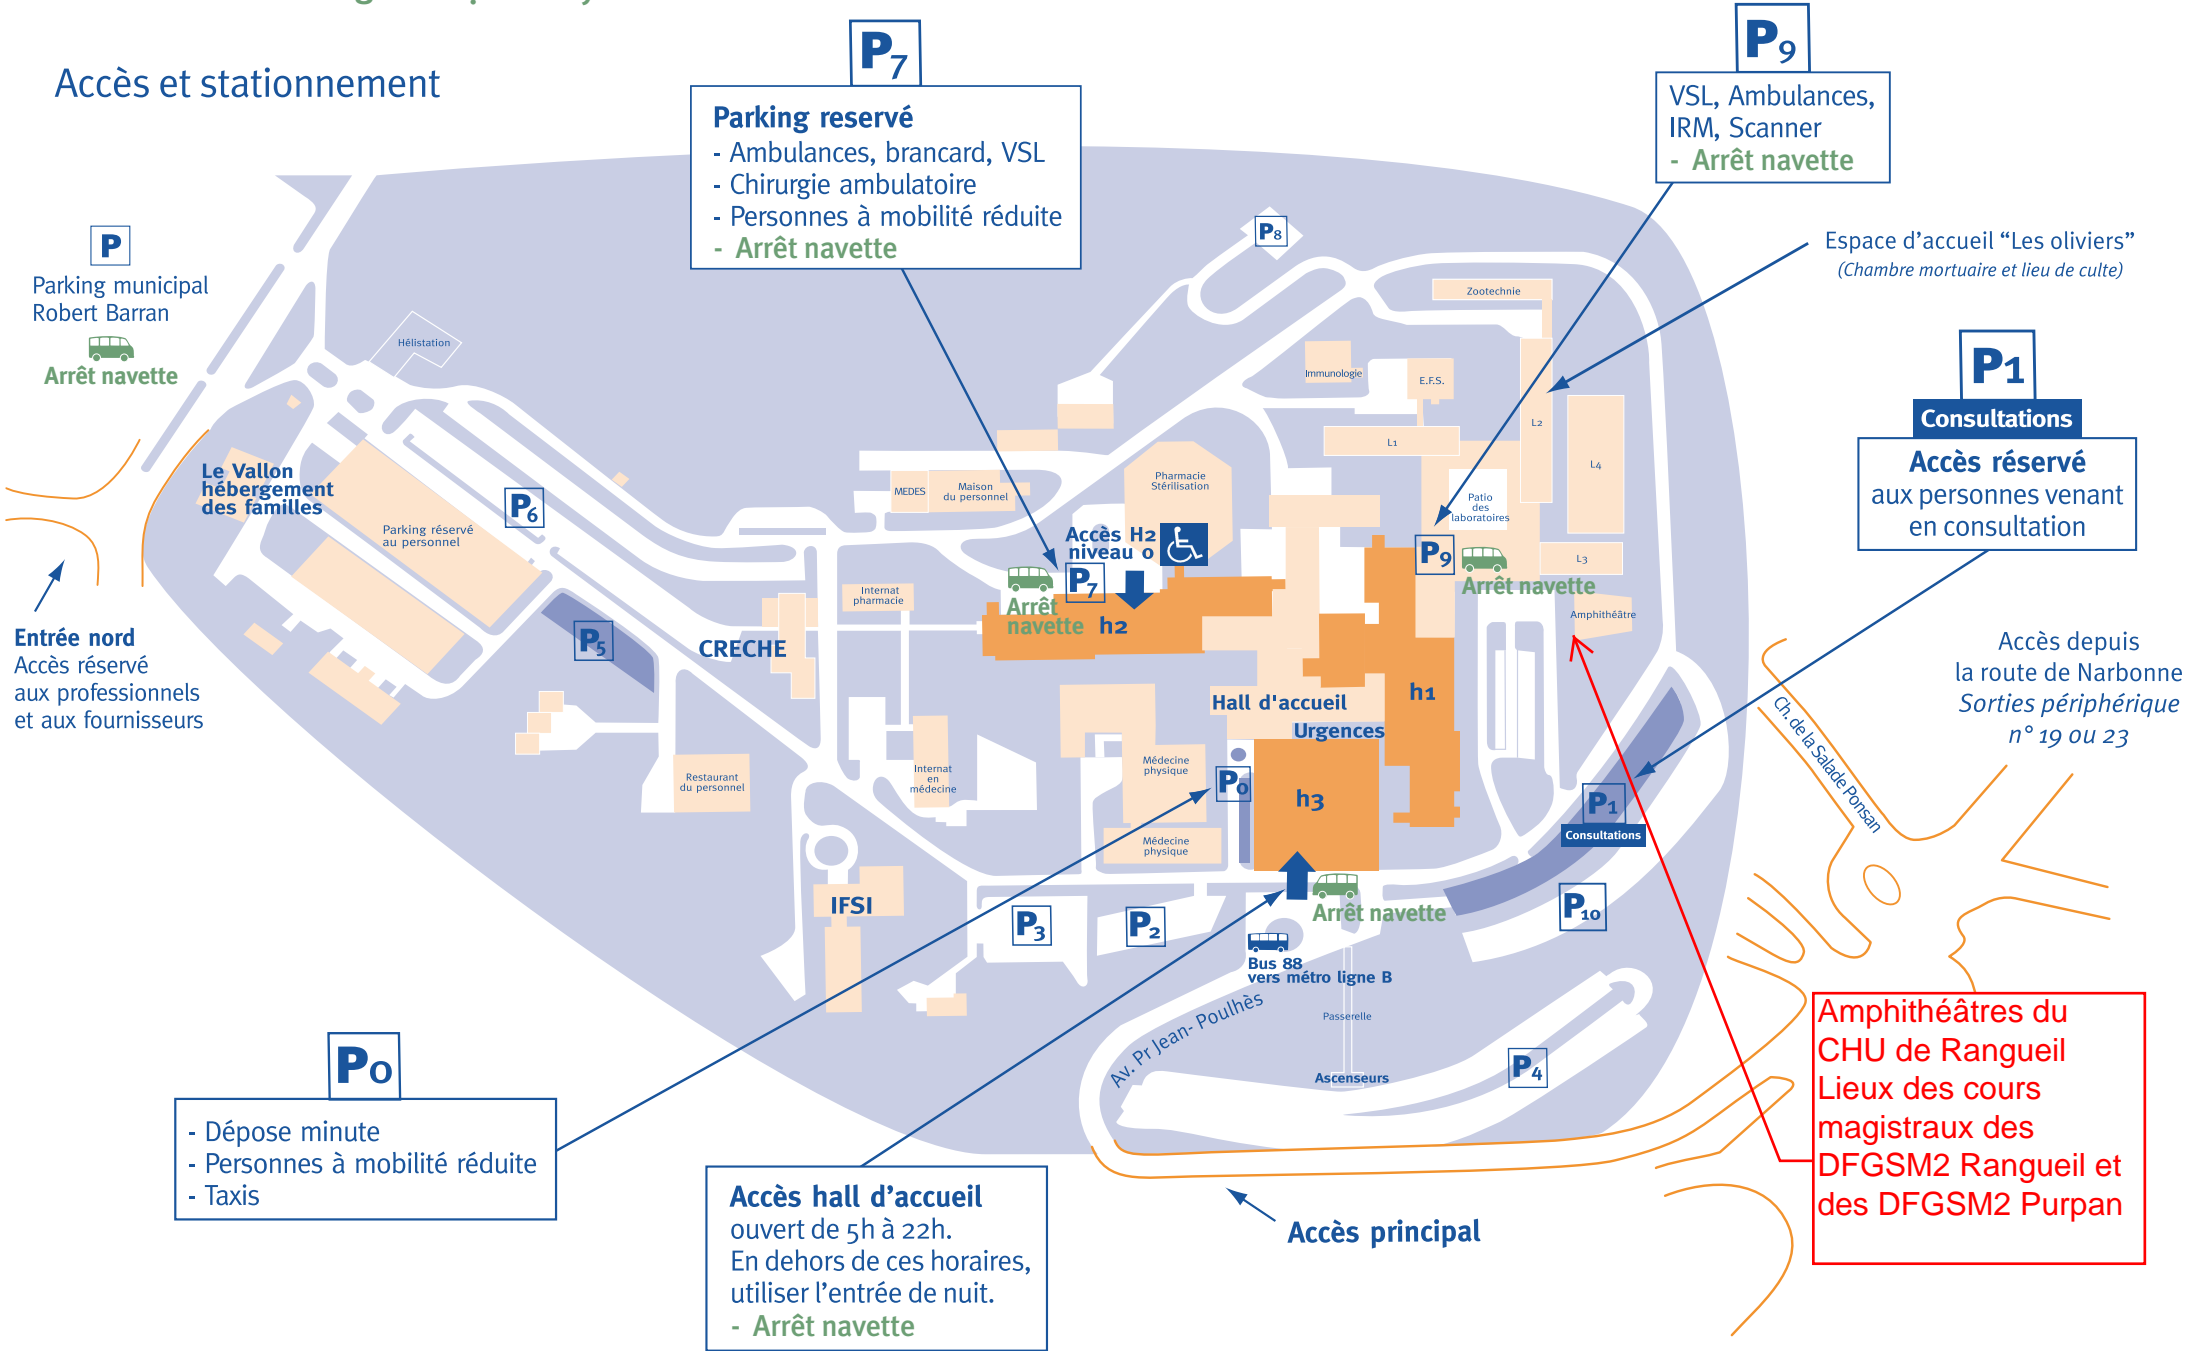 Accès et stationnement
P7
Parking reservé
- Ambulances, brancard, VSL
- Chirurgie ambulatoire
- Personnes à mobilité réduite
- Arrêt navette
P9
VSL, Ambulances,
IRM, Scanner
- Arrêt navette
Espace d'accueil “Les oliviers”
(Chambre mortuaire et lieu de culte)
P
Parking municipal
Robert Barran
Arrêt navette
P8
Zootechnie
Hélistation
Immunologie
E.F.S.
P1
Consultations
Accès réservé
aux personnes venant
en consultation
L1
L2
L4
Le Vallon
hébergement
des familles
P6
Parking réservé
au personnel
MEDES
Maison
du personnel
Pharmacie
Stérilisation
Patio
des
laboratoires
Accès H2
niveau 0
P7
Arrêt
navette
h2
P9
Arrêt navette
L3
Amphithéâtre
Internat
pharmacie
CRECHE
P5
Entrée nord
Accès réservé
aux professionnels
et aux fournisseurs
Accès depuis
la route de Narbonne
Sorties périphérique
n° 19 ou 23
Ch. de la Salade Ponsan
Hall d'accueil
h1
Urgences
Restaurant
du personnel
Internat
en
médecine
Médecine
physique
P0
h3
P1
Consultations
Médecine
physique
IFSI
P3
P2
Arrêt navette
P10
Bus 88
vers métro ligne B
Av. Pr Jean- Poulhès
Passerelle
Ascenseurs
P4
P0
- Dépose minute
- Personnes à mobilité réduite
- Taxis
Accès hall d'accueil
ouvert de 5h à 22h.
En dehors de ces horaires,
utiliser l'entrée de nuit.
- Arrêt navette
Accès principal
Amphithéâtres du
CHU de Rangueil
Lieux des cours
magistraux des
DFGSM2 Rangueil et
des DFGSM2 Purpan